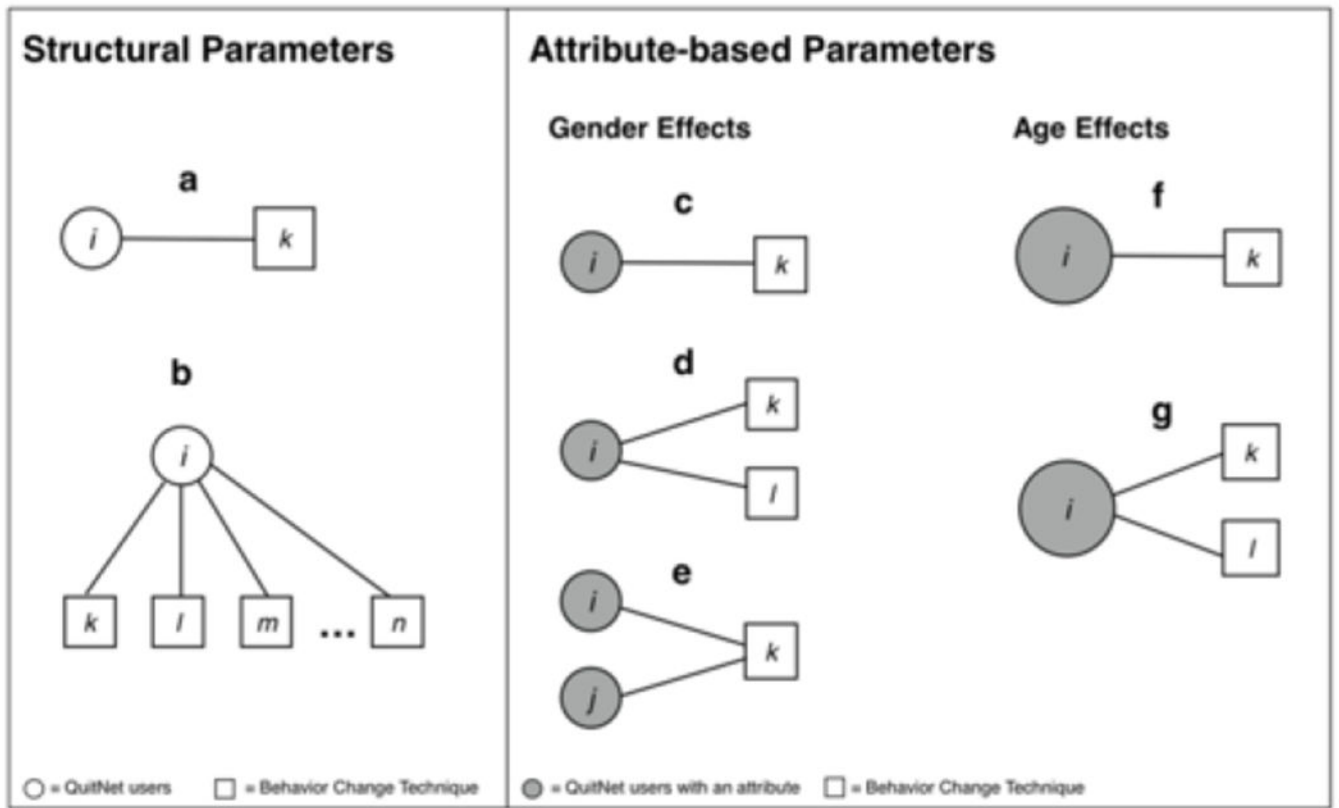 Structural Parameters
a
i
k
b
i
k
l
m
...
n
= QuitNet users
= Behavior Change Technique
Attribute-based Parameters
Gender Effects
c
i
k
d
i
k
l
e
i
j
k
Age Effects
f
i
k
g
i
k
l
= QuitNet users with an attribute
= Behavior Change Technique